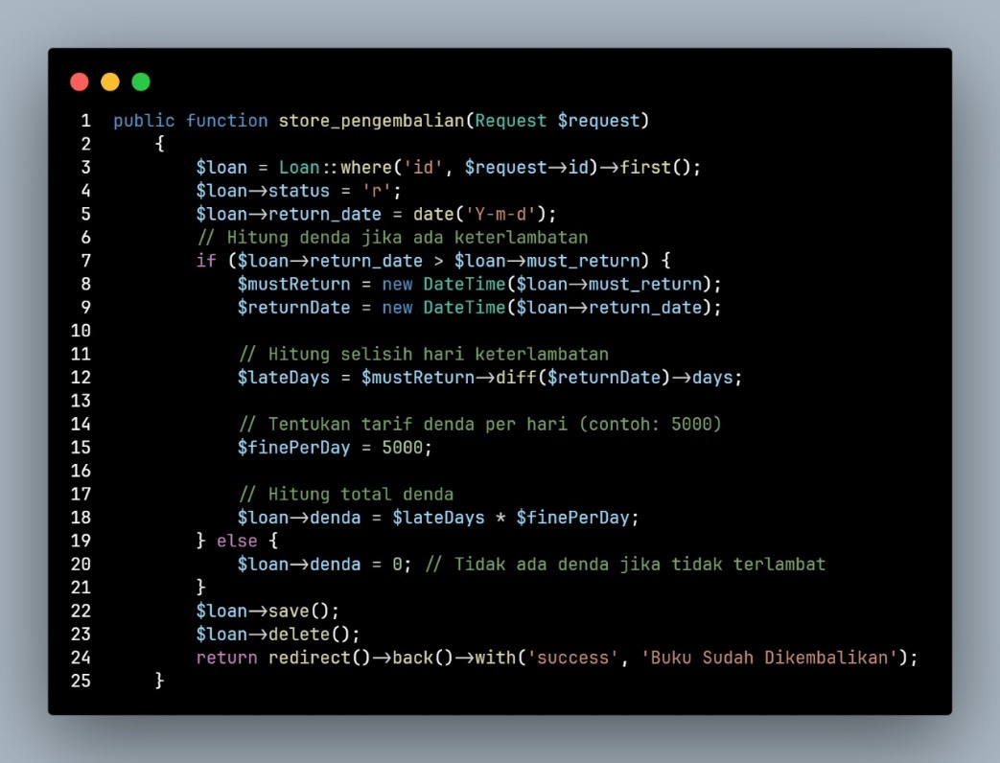 1 public function store_pengembalian(Request $request)
2 {
3 $loan = Loan::where('id', $request->id)->first();
4 $loan->status = 'r';
5 $loan->return_date = date('Y-m-d');
6 // Hitung denda jika ada keterlambatan
7 if ($loan->return_date > $loan->must_return) {
8 $mustReturn = new DateTime($loan->must_return);
9 $returnDate = new DateTime($loan->return_date);
10
11 // Hitung selisih hari keterlambatan
12 $lateDays = $mustReturn->diff($returnDate)->days;
13
14 // Tentukan tarif denda per hari (contoh: 5000)
15 $finePerDay = 5000;
16
17 // Hitung total denda
18 $loan->denda = $lateDays * $finePerDay;
19 } else {
20 $loan->denda = 0; // Tidak ada denda jika tidak terlambat
21 }
22 $loan->save();
23 $loan->delete();
24 return redirect()->back()->with('success', 'Buku Sudah Dikembalikan');
25 }